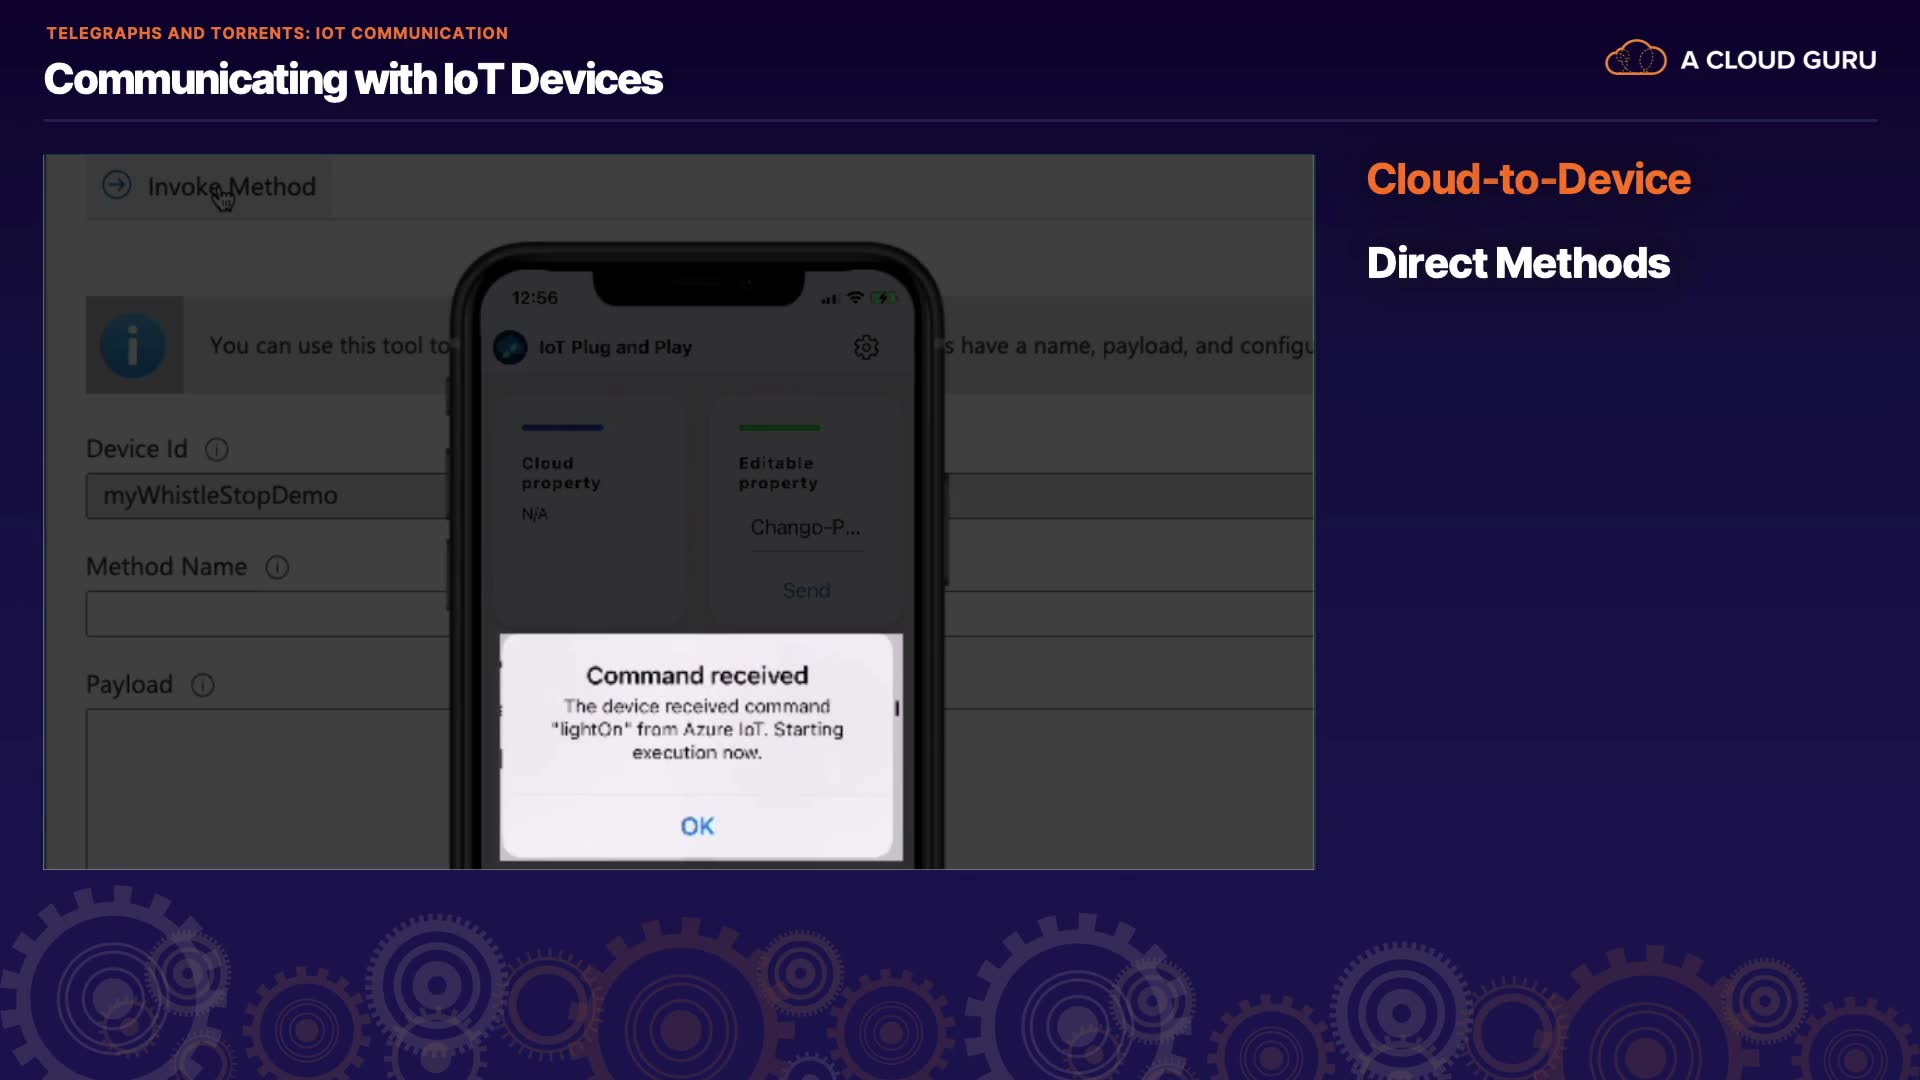 TELEGRAPHS AND TORRENTS: IOT COMMUNICATION
Communicating with IoT Devices
A CLOUD GURU
Invoke Method
Cloud-to-Device
Direct Methods
12:56
IoT Plug and Play
You can use this tool to
s have a name, payload, and configu
Device Id
myWhistleStopDemo
Cloud property
N/A
Editable property
Chango-P...
Send
Method Name
Payload
Command received
The device received command
"lightOn" from Azure IoT. Starting
execution now.
OK